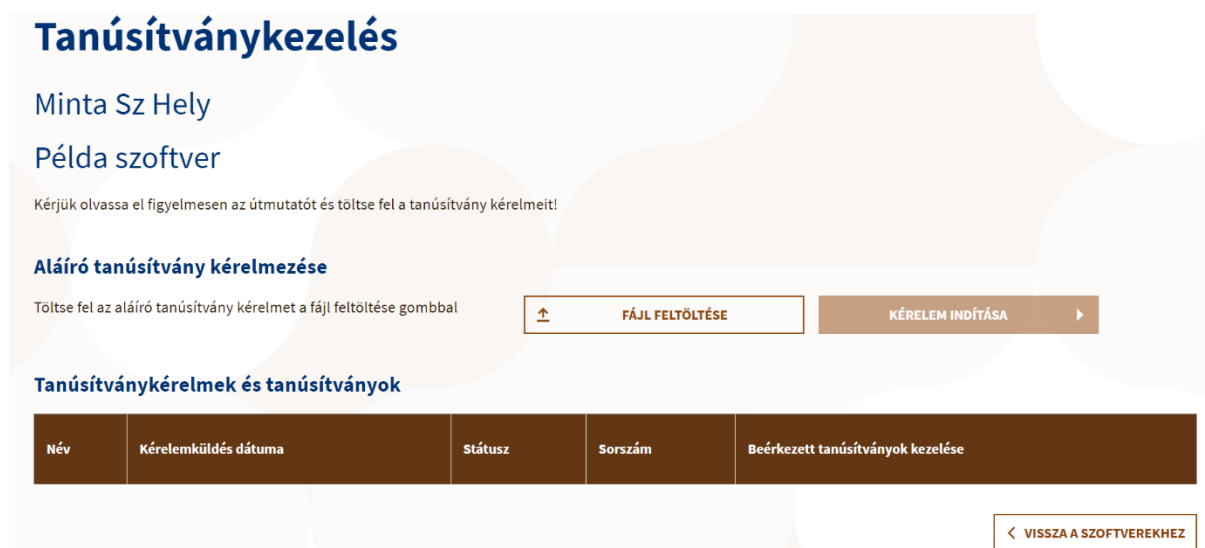 Tanúsítványkezelés
Minta Sz Hely
Példa szoftver
Kérjük olvassa el figyelmesen az útmutatót és töltse fel a tanúsítvány kérelmeit!
Aláíró tanúsítvány kérelmezése
Töltse fel az aláíró tanúsítvány kérelmet a fájl feltöltése gombbal
FÁJL FELTÖLTÉSE
KÉRELEM INDÍTÁSA
Tanúsítványkérelmek és tanúsítványok
Név Kérelemküldés dátuma Státusz Sorszám Beérkezett tanúsítványok kezelése
VISSZA A SZOFTVEREKHEZ